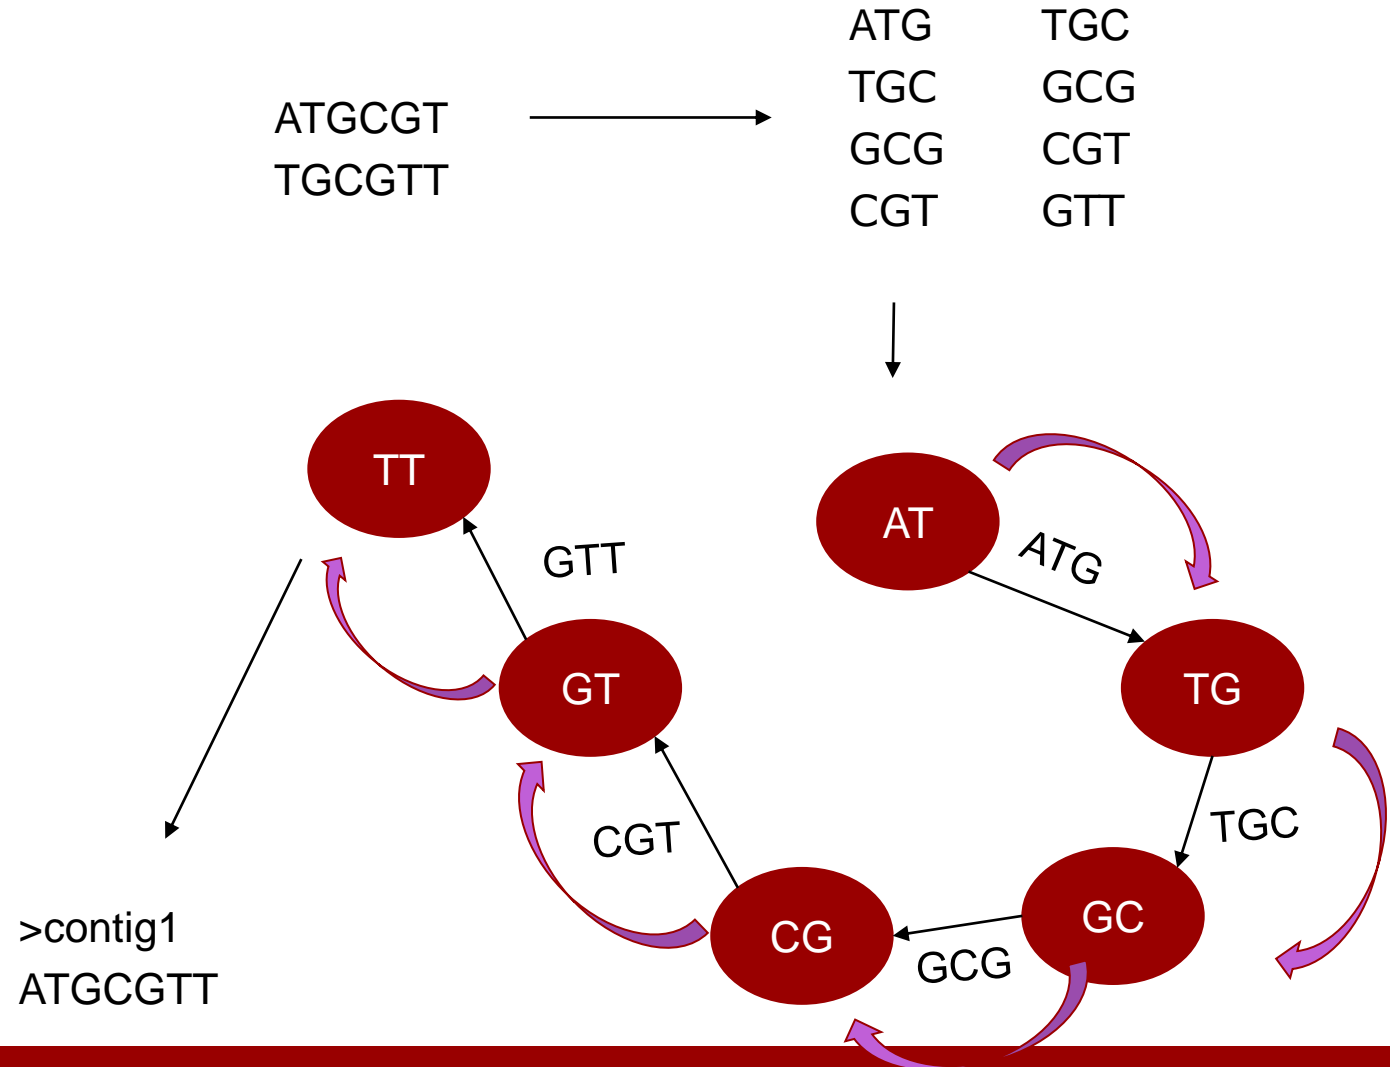 ATG TGC
TGC GCG
GCG CGT
CGT GTT
ATGCGT
TGCGTT
TT
AT
GTT
ATG
GT
TG
CGT
TGC
CG
GC
GCG
>contig1
ATGCGTT